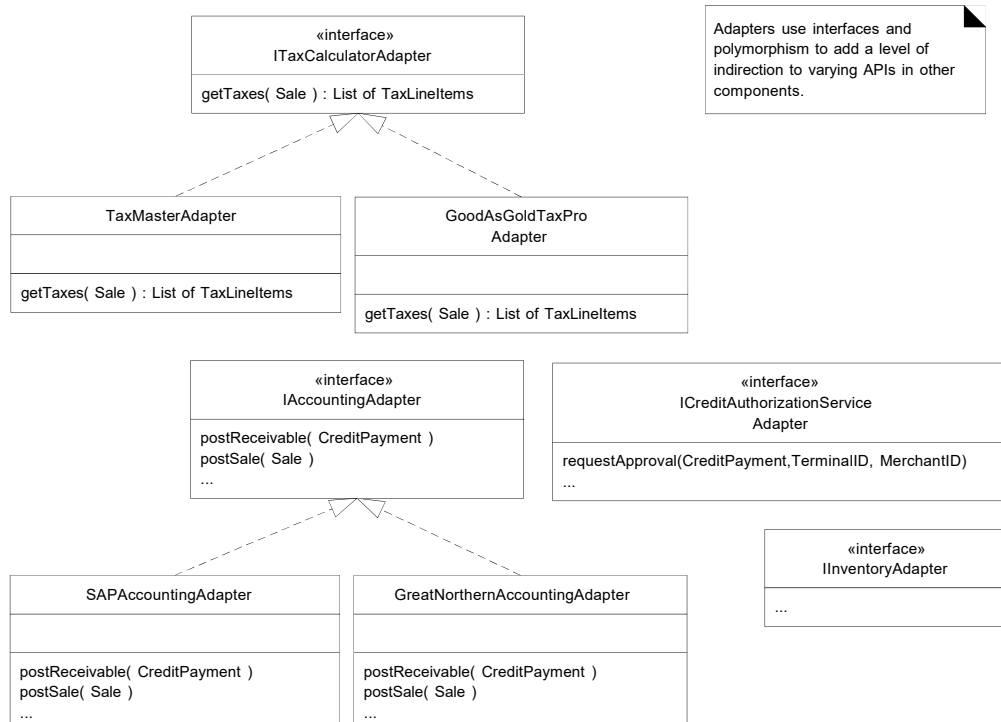 «interface»
ITaxCalculatorAdapter
getTaxes( Sale ) : List of TaxLineItems
Adapters use interfaces and
polymorphism to add a level of
indirection to varying APIs in other
components.
TaxMasterAdapter
getTaxes( Sale ) : List of TaxLineItems
GoodAsGoldTaxPro
Adapter
getTaxes( Sale ) : List of TaxLineItems
«interface»
IAccountingAdapter
postReceivable( CreditPayment )
postSale( Sale )
...
«interface»
ICreditAuthorizationService
Adapter
requestApproval(CreditPayment,TerminalID, MerchantID)
...
«interface»
IInventoryAdapter
...
SAPAccountingAdapter
postReceivable( CreditPayment )
postSale( Sale )
...
GreatNorthernAccountingAdapter
postReceivable( CreditPayment )
postSale( Sale )
...